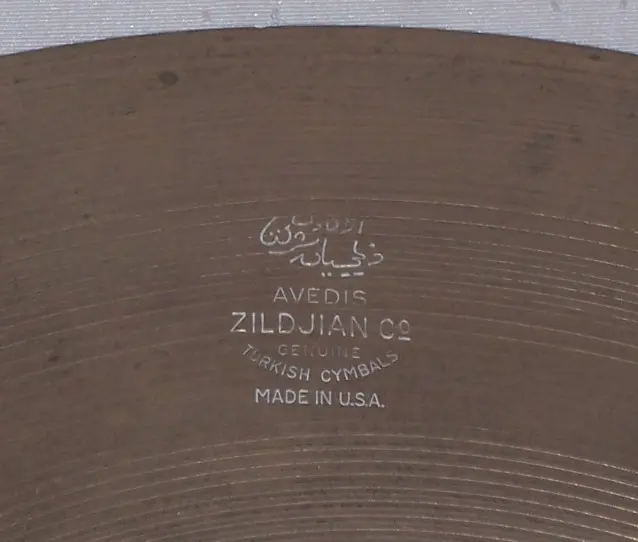 AVEDIS
ZILDJIAN Co
GENUINE
TURKISH CYMBALS
MADE IN U.S.A.